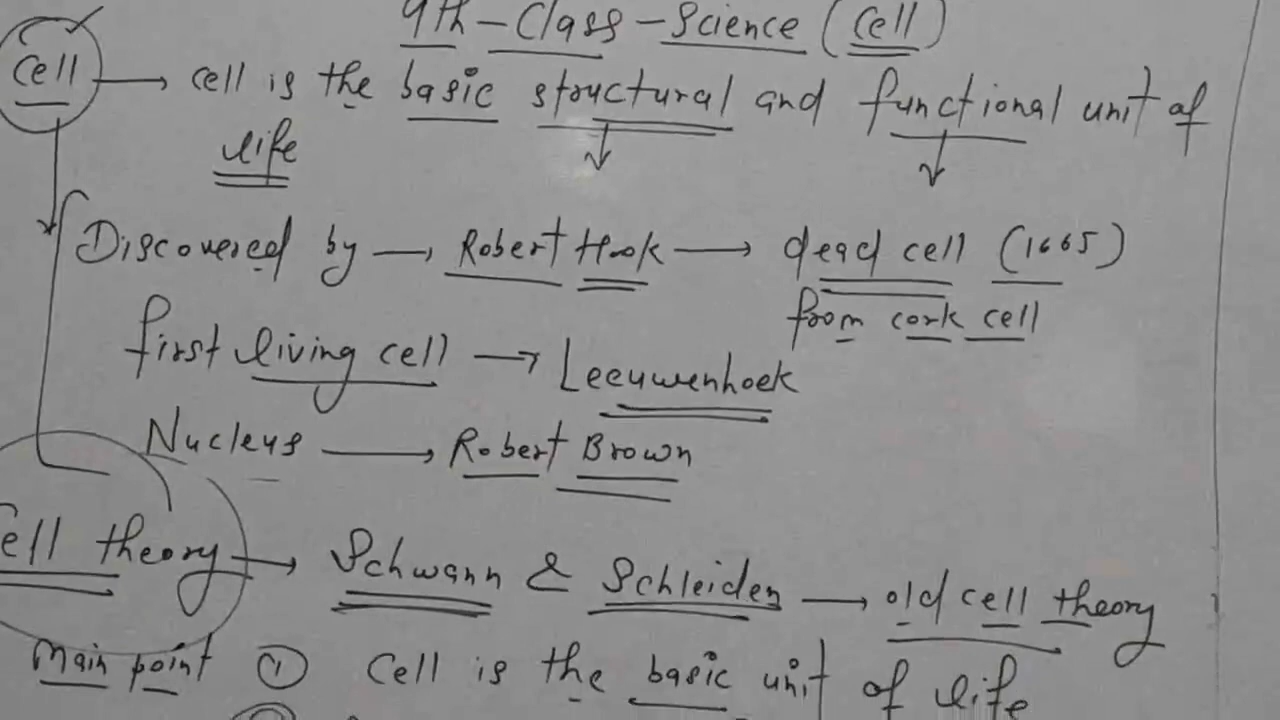 9th - Class - Science (Cell)
Cell → Cell is the basic structural and functional unit of
life
Discovered by → Robert Hook → dead cell (1665)
from cork cell
first living cell → Leeuwenhoek
Nucleus → Robert Brown
ell theory → Schwann & Schleiden → old cell theory
Main point ① Cell is the basic unit of life